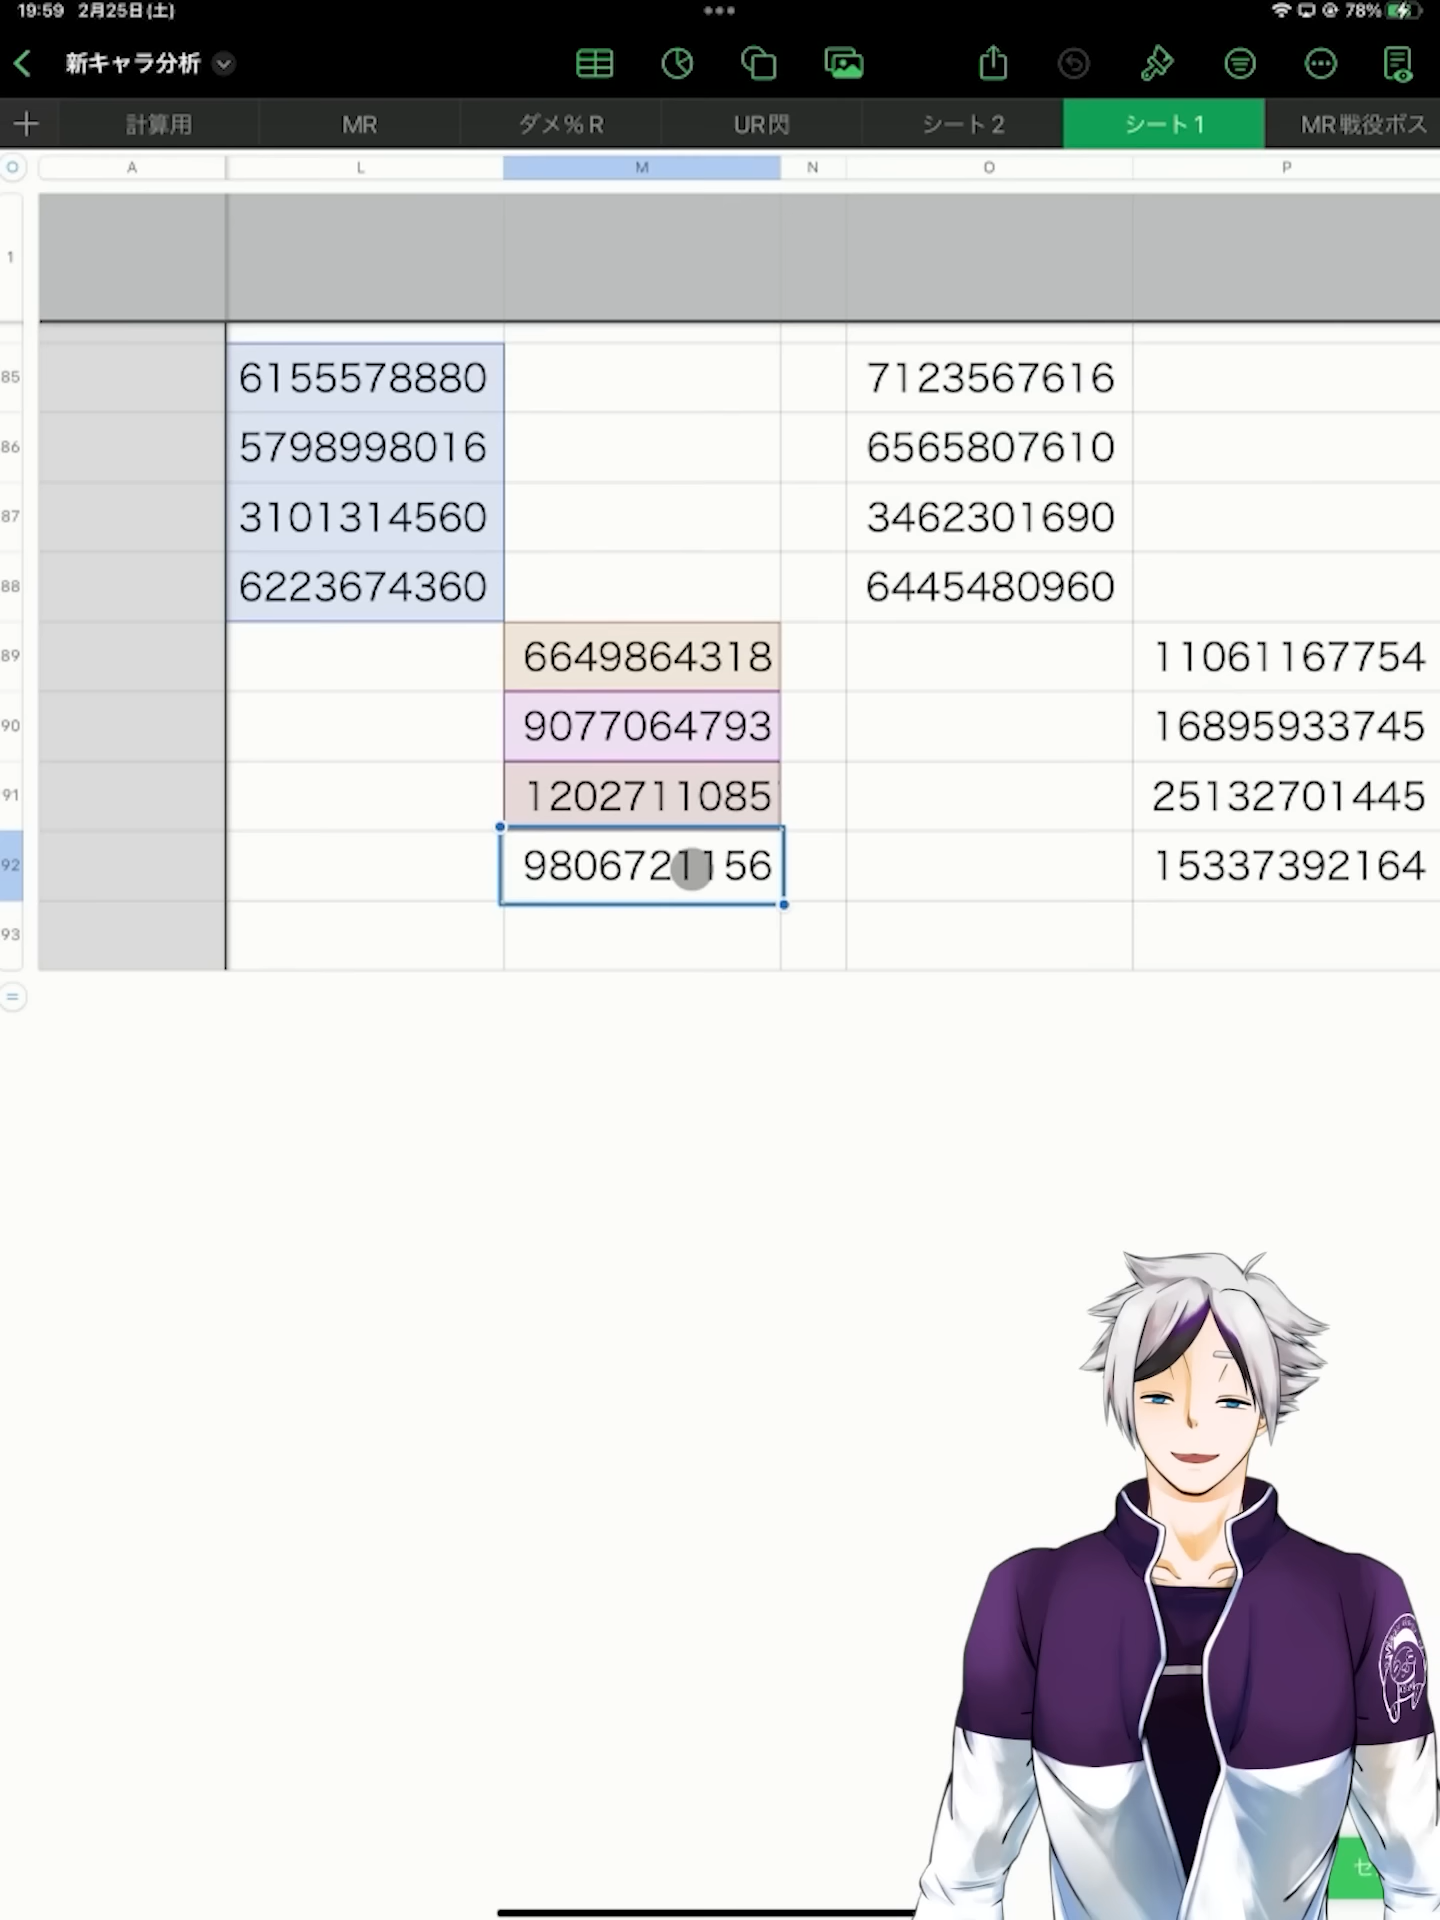 19:59 2月25日(土)
78%
新キャラ分析
計算用 MR ダメ%R UR閃 シート2 シート1 MR戦役ボス
A L M N O P
1
85 6155578880 7123567616
86 5798998016 6565807610
87 3101314560 3462301690
88 6223674360 6445480960
89 6649864318 11061167754
90 9077064793 16895933745
91 1202711085 25132701445
92 9806721156 15337392164
93
=
セ